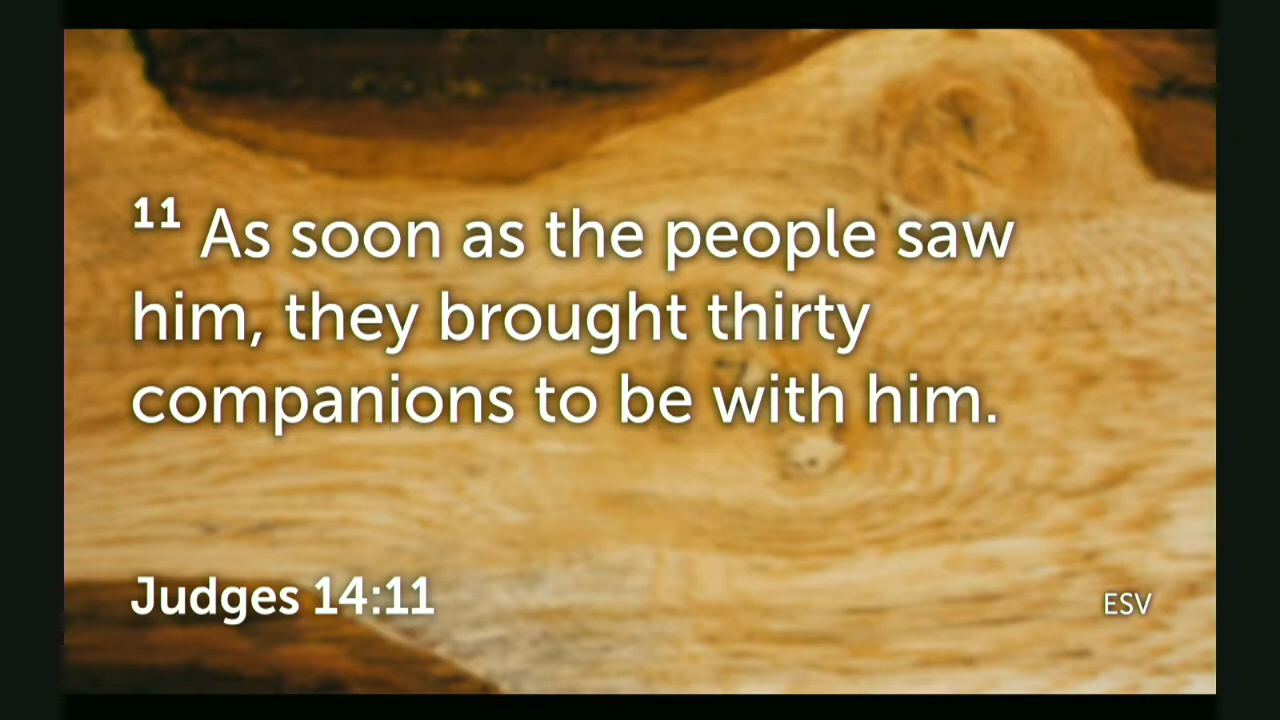 11 As soon as the people saw
him, they brought thirty
companions to be with him.
Judges 14:11
ESV